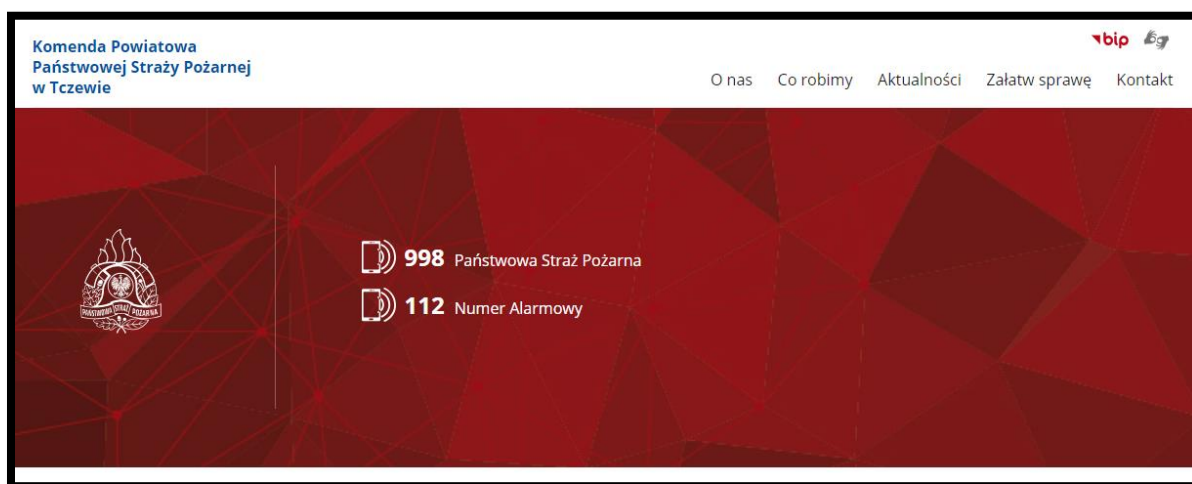 Komenda Powiatowa
Państwowej Straży Pożarnej
w Tczewie
bip
O nas Co robimy Aktualności Załatw sprawę Kontakt
998 Państwowa Straż Pożarna
112 Numer Alarmowy
PAŃSTWOWA STRAŻ POŻARNA